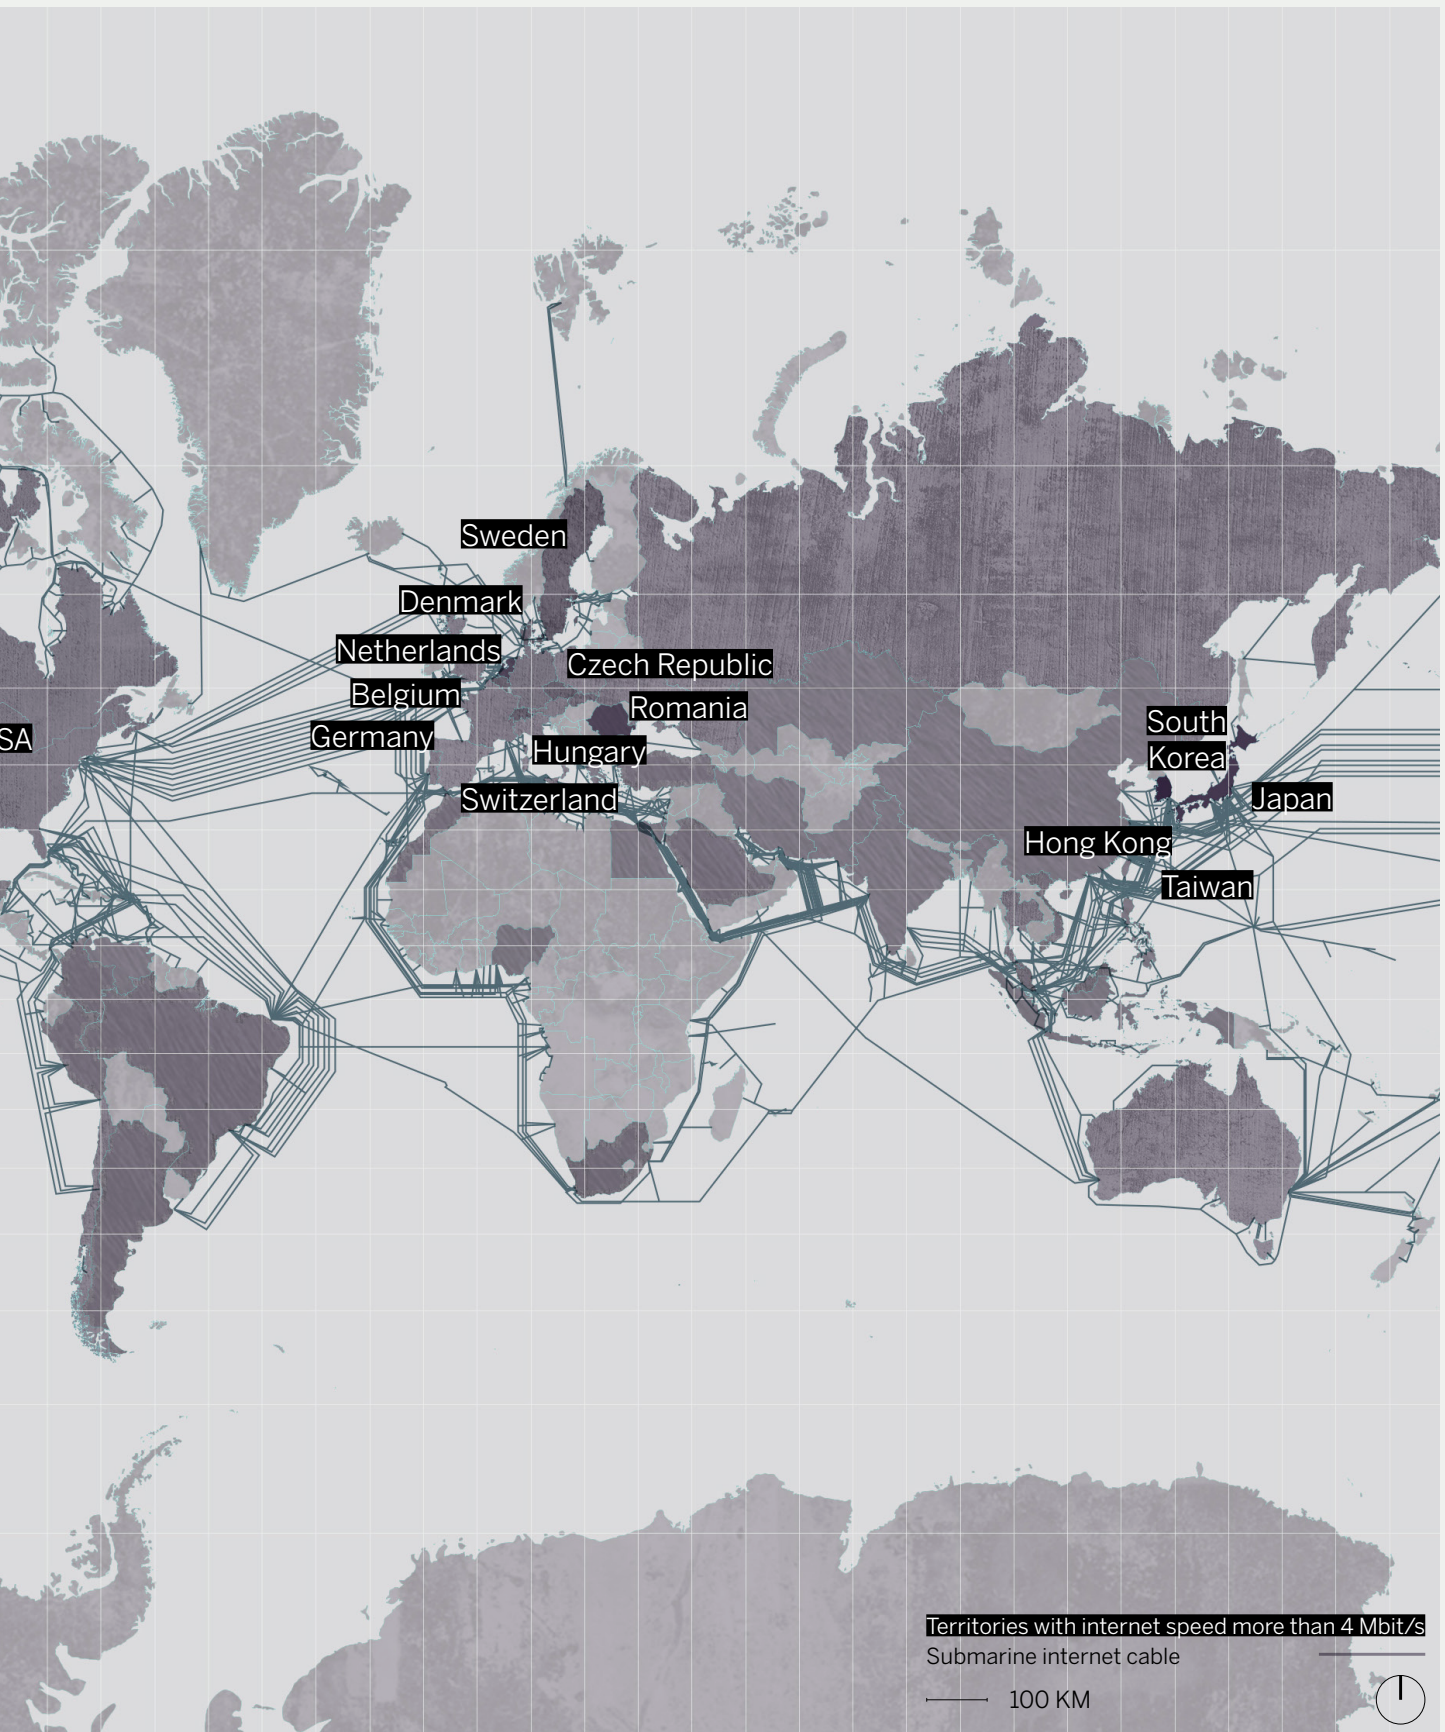 Sweden
Denmark
Netherlands
Czech Republic
Belgium
Romania
South
Korea
SA
Germany
Hungary
Switzerland
Japan
Hong Kong
Taiwan
Territories with internet speed more than 4 Mbit/s
Submarine internet cable
100 KM